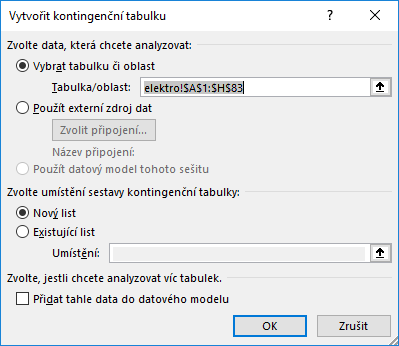 Vytvořit kontingenční tabulku
Zvolte data, která chcete analyzovat:
Vybrat tabulku či oblast
Tabulka/oblast: elektro!$A$1:$H$83
Použít externí zdroj dat
Zvolit připojení...
Název připojení:
Použít datový model tohoto sešitu
Zvolte umístění sestavy kontingenční tabulky:
Nový list
Existující list
Umístění:
Zvolte, jestli chcete analyzovat víc tabulek.
Přidat tahle data do datového modelu
OK Zrušit